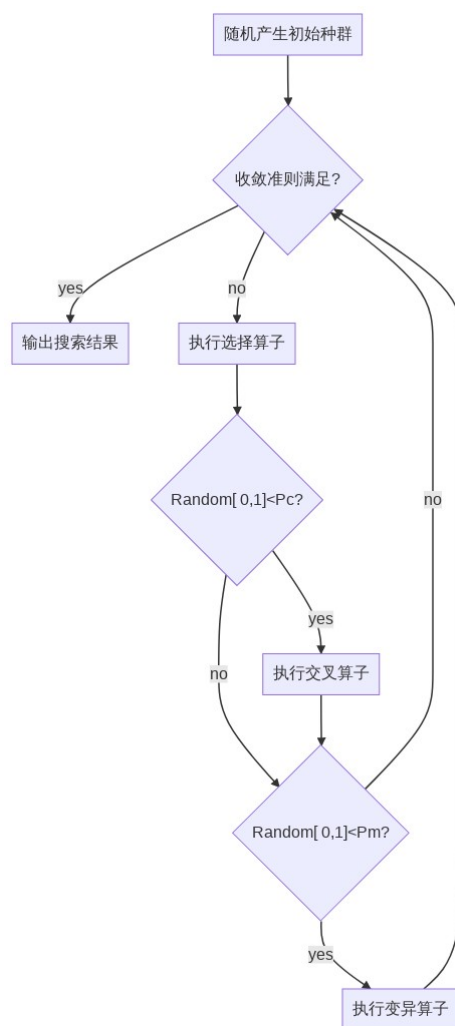 随机产生初始种群
收敛准则满足?
yes
no
输出搜索结果
执行选择算子
Random[ 0,1]<Pc?
no
yes
no
执行交叉算子
Random[ 0,1]<Pm?
yes
执行变异算子